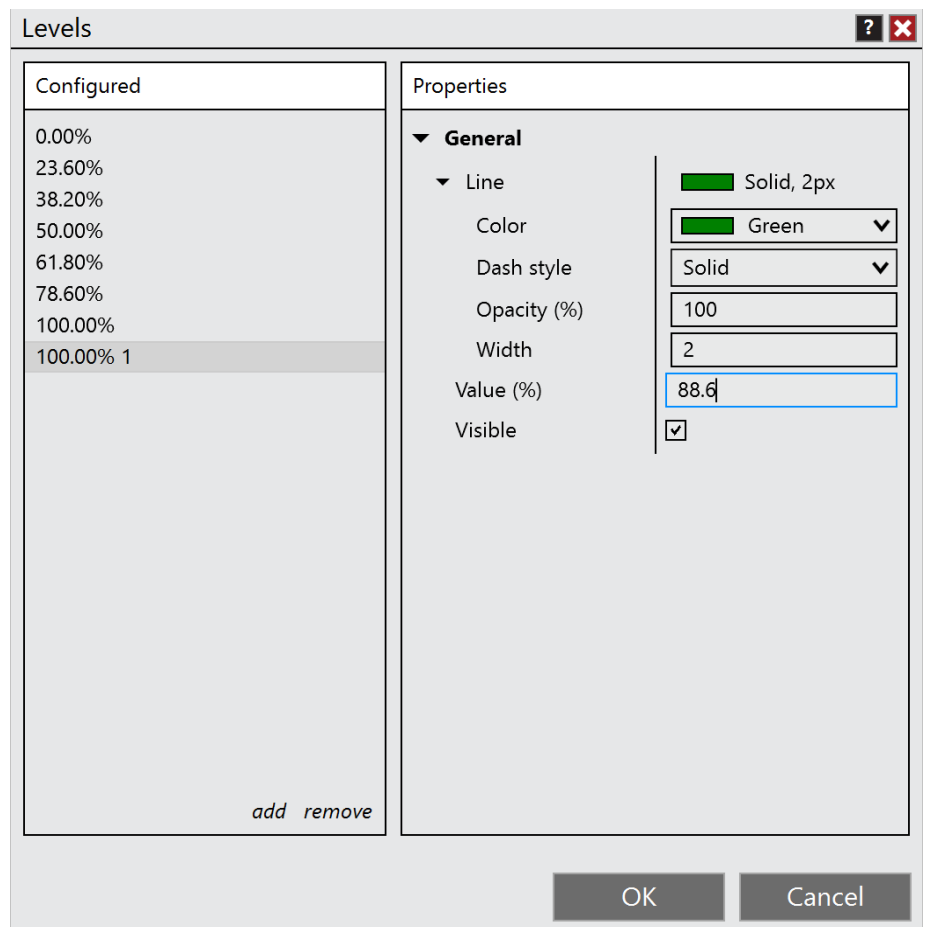 Levels ?
Configured
0.00%
23.60%
38.20%
50.00%
61.80%
78.60%
100.00%
100.00% 1
add remove
Properties
General
Line Solid, 2px
Color Green
Dash style Solid
Opacity (%) 100
Width 2
Value (%) 88.6
Visible
OK Cancel